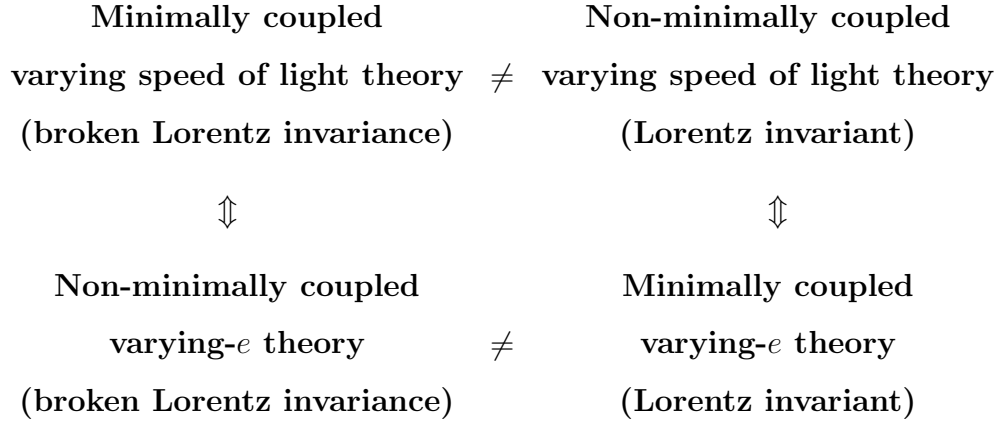 Minimally coupled Non-minimally coupled
varying speed of light theory ≠ varying speed of light theory
(broken Lorentz invariance) (Lorentz invariant)
⇕ ⇕
Non-minimally coupled Minimally coupled
varying-e theory ≠ varying-e theory
(broken Lorentz invariance) (Lorentz invariant)